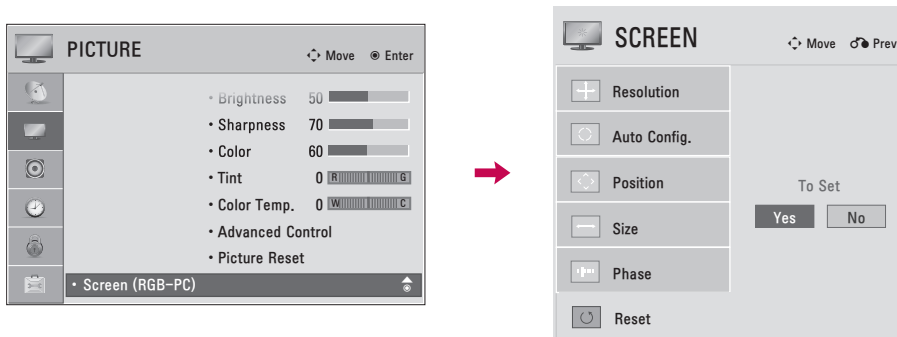 PICTURE
Move
Enter
• Brightness 50
• Sharpness 70
• Color 60
• Tint 0 R G
• Color Temp. 0 W C
• Advanced Control
• Picture Reset
• Screen (RGB-PC)
SCREEN
Move
Prev
Resolution
Auto Config.
Position
Size
Phase
Reset
To Set
Yes No